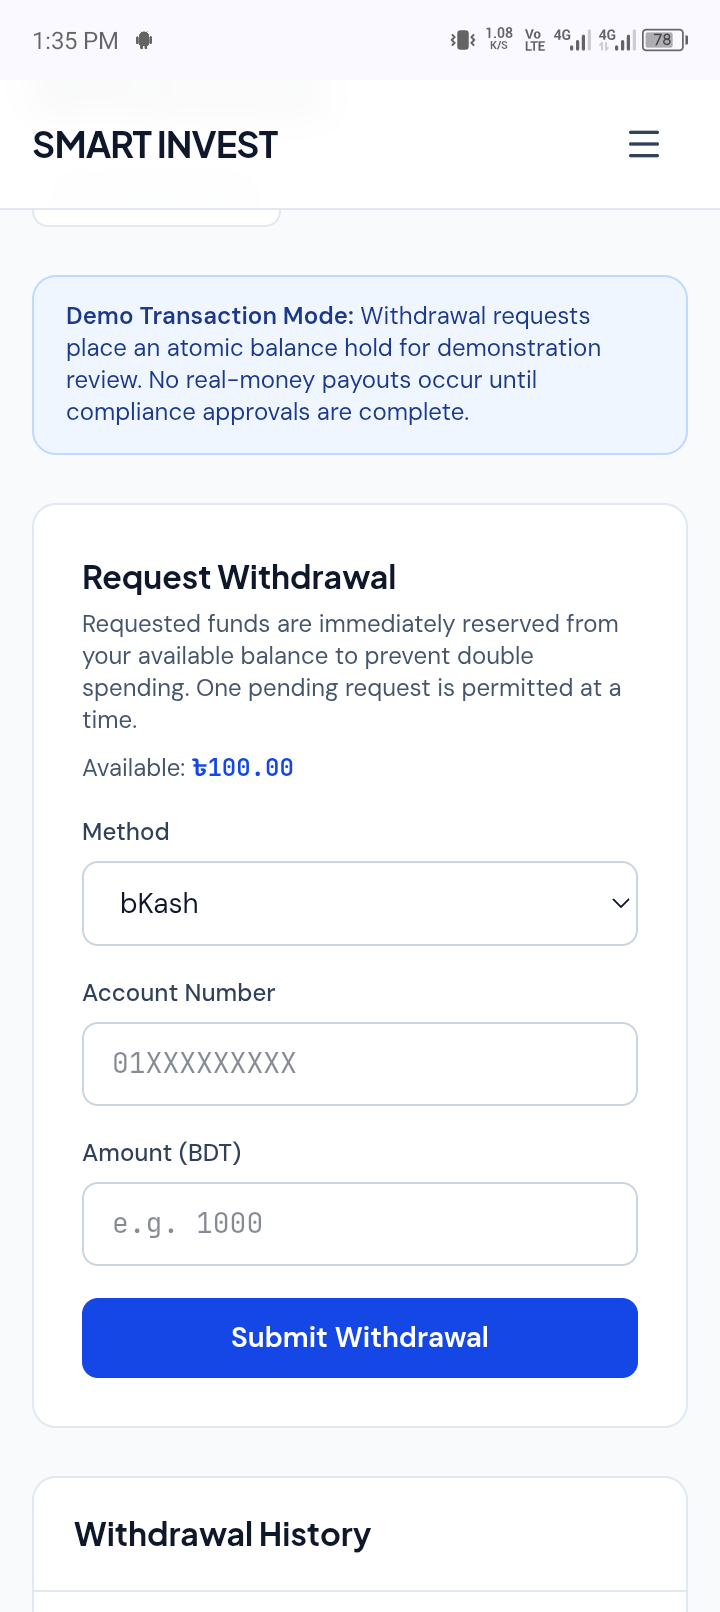 1:35 PM
1.08 K/S
Vo LTE
4G
4G
78
SMART INVEST
Demo Transaction Mode: Withdrawal requests
place an atomic balance hold for demonstration
review. No real-money payouts occur until
compliance approvals are complete.
Request Withdrawal
Requested funds are immediately reserved from
your available balance to prevent double
spending. One pending request is permitted at a
time.
Available: ৳100.00
Method
bKash
Account Number
01XXXXXXXXX
Amount (BDT)
e.g. 1000
Submit Withdrawal
Withdrawal History